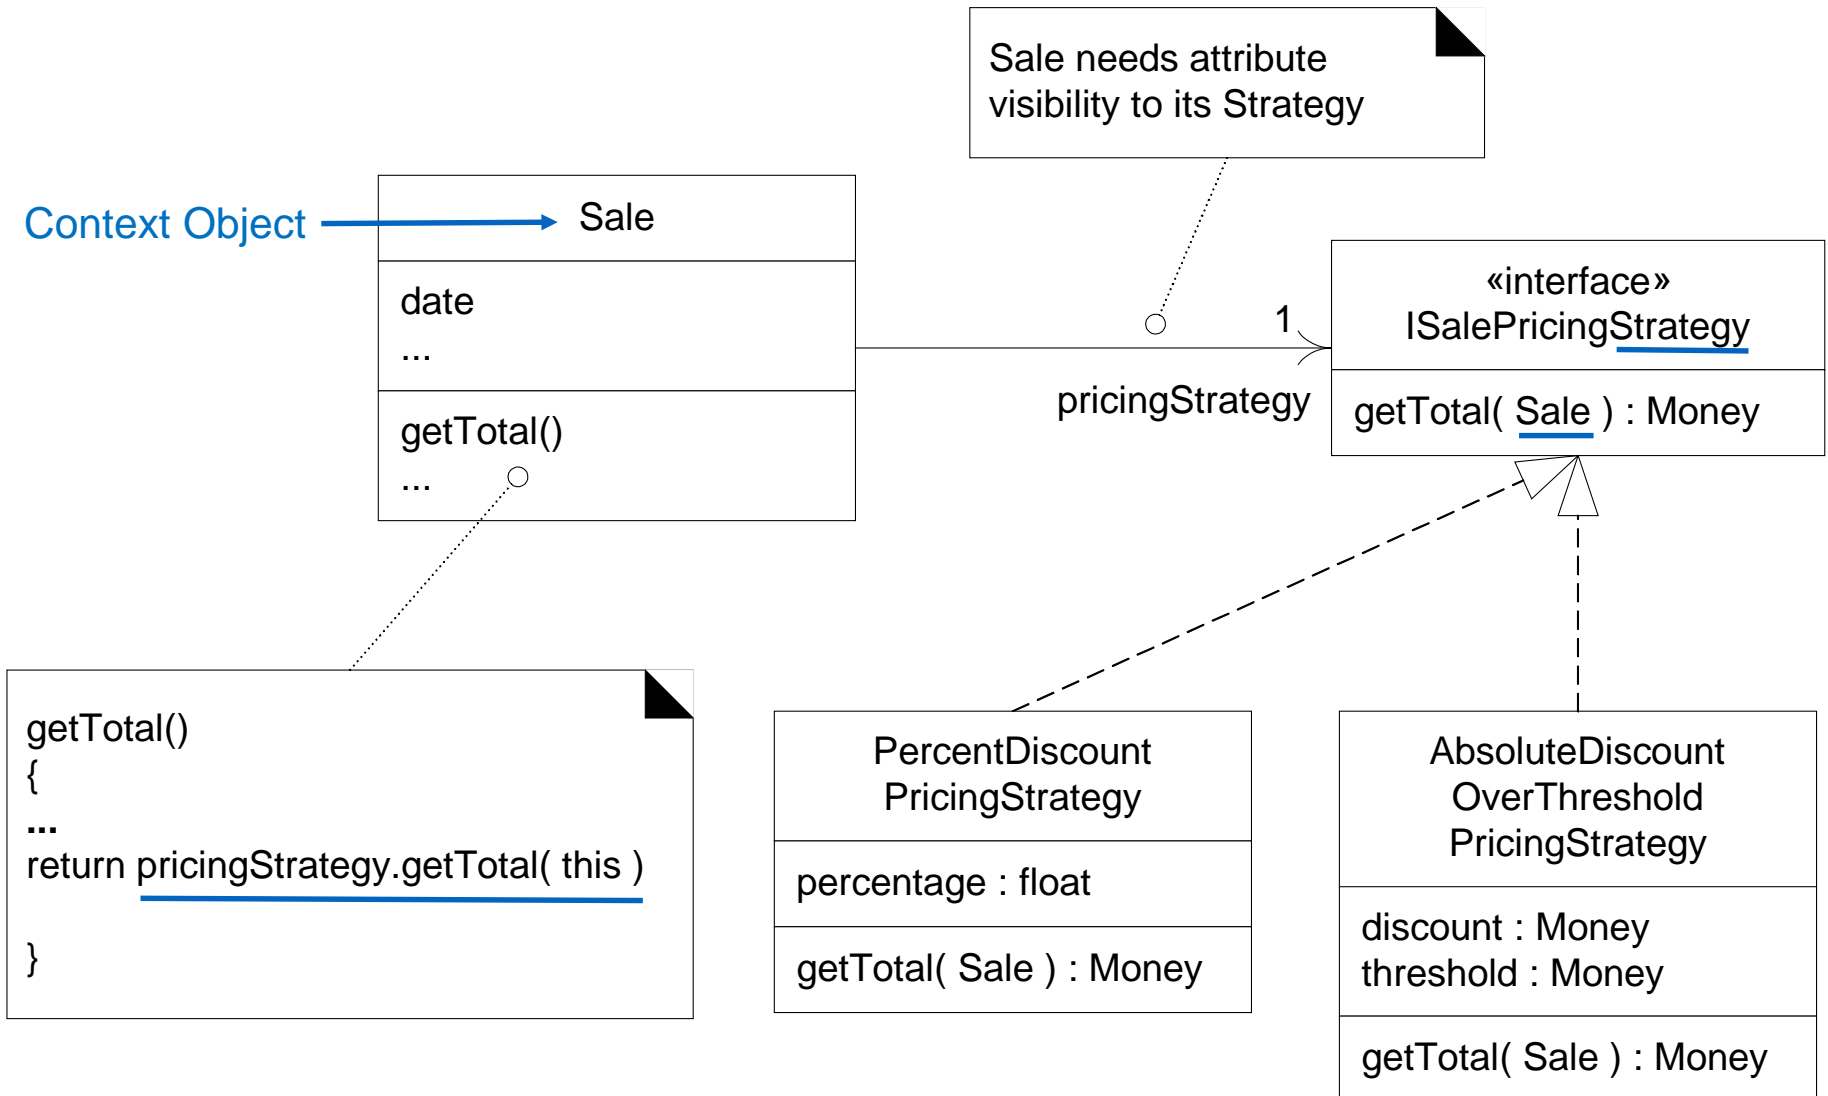 Sale needs attribute
visibility to its Strategy
Context Object
Sale
date
...
getTotal()
...
1
pricingStrategy
«interface»
ISalePricingStrategy
getTotal( Sale ) : Money
getTotal()
{
...
return pricingStrategy.getTotal( this )
}
PercentDiscount
PricingStrategy
percentage : float
getTotal( Sale ) : Money
AbsoluteDiscount
OverThreshold
PricingStrategy
discount : Money
threshold : Money
getTotal( Sale ) : Money